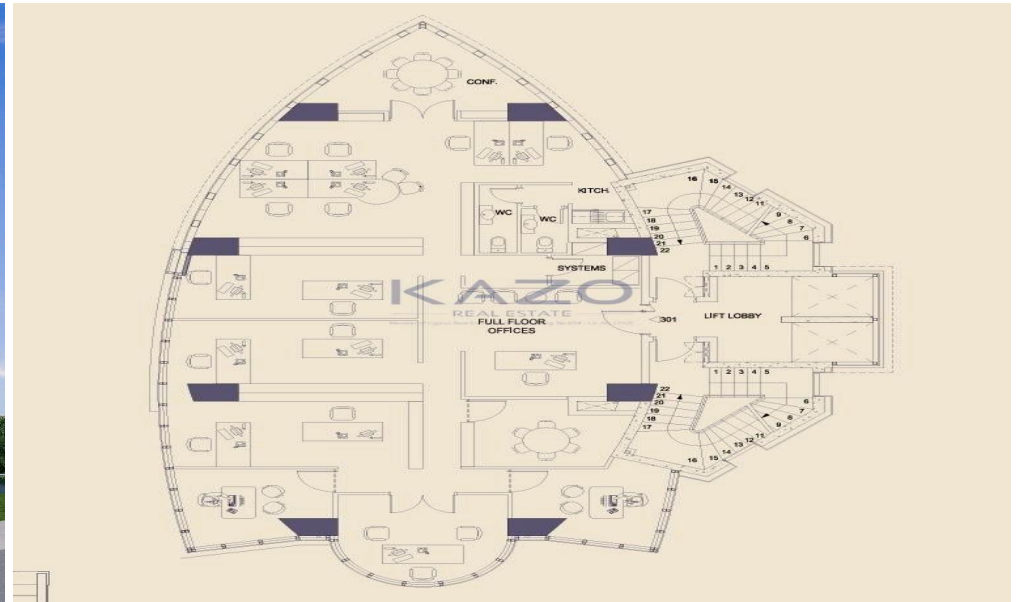 CONF.
KITCH.
WC
WC
SYSTEMS
KAZO
REAL ESTATE
FULL FLOOR
OFFICES
301
LIFT LOBBY
16
15
14
13
12
11
9
8
7
6
17
18
19
20
21
22
1 2 3 4 5
1 2 3 4 5
22
21
20
19
18
17
16
15
14
13
12
11
9
8
7
6